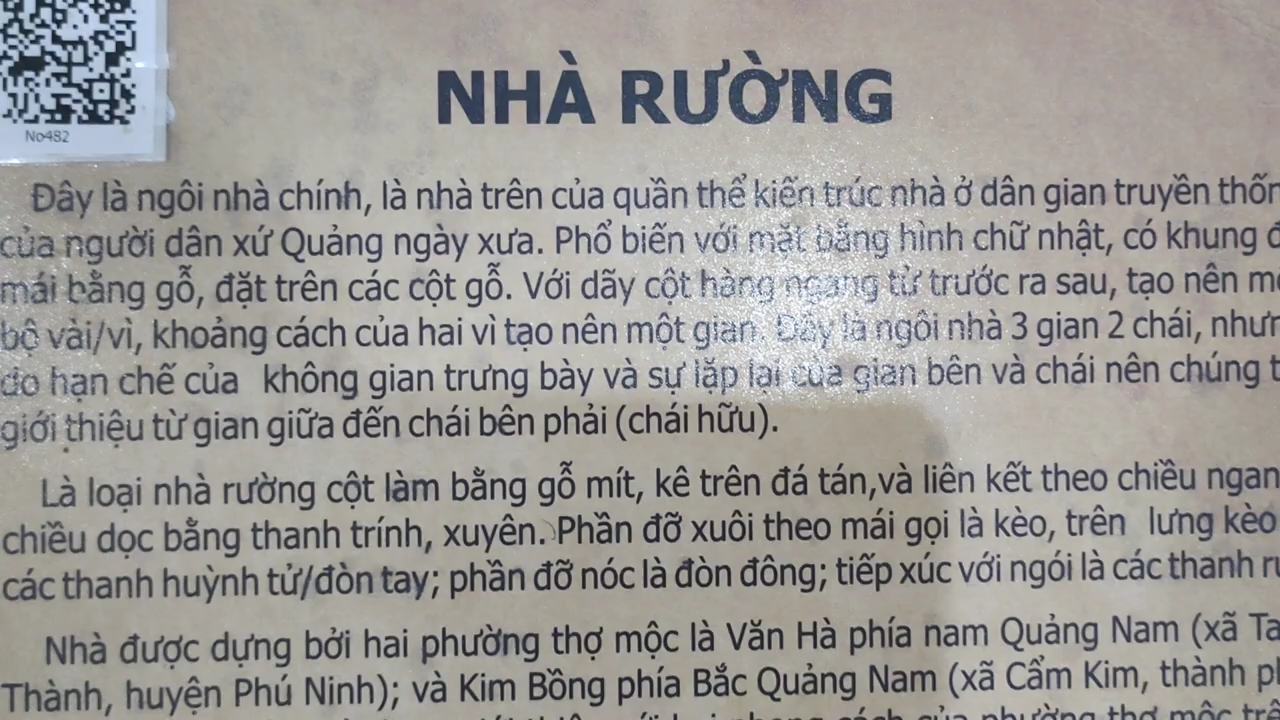 No482
NHÀ RƯỜNG
Đây là ngôi nhà chính, là nhà trên của quần thể kiến trúc nhà ở dân gian truyền
của người dân xứ Quảng ngày xưa. Phổ biến với mặt bằng hình chữ nhật, có khung
mái bằng gỗ, đặt trên các cột gỗ. Với dãy cột hàng ngang từ trước ra sau, tạo nên
bộ vài/vì, khoảng cách của hai vì tạo nên một gian. Đây là ngôi nhà 3 gian 2 chái,
do hạn chế của không gian trưng bày và sự lặp lại của gian bên và chái nên chúng
giới thiệu từ gian giữa đến chái bên phải (chái hữu).
Là loại nhà rường cột làm bằng gỗ mít, kê trên đá tán,và liên kết theo chiều
chiều dọc bằng thanh trính, xuyên. Phần đỡ xuôi theo mái gọi là kèo, trên lưng kèo
các thanh huỳnh tử/đòn tay; phần đỡ nóc là đòn đông; tiếp xúc với ngói là các thanh
Nhà được dựng bởi hai phường thợ mộc là Văn Hà phía nam Quảng Nam (xã
Thành, huyện Phú Ninh); và Kim Bồng phía Bắc Quảng Nam (xã Cẩm Kim, thành